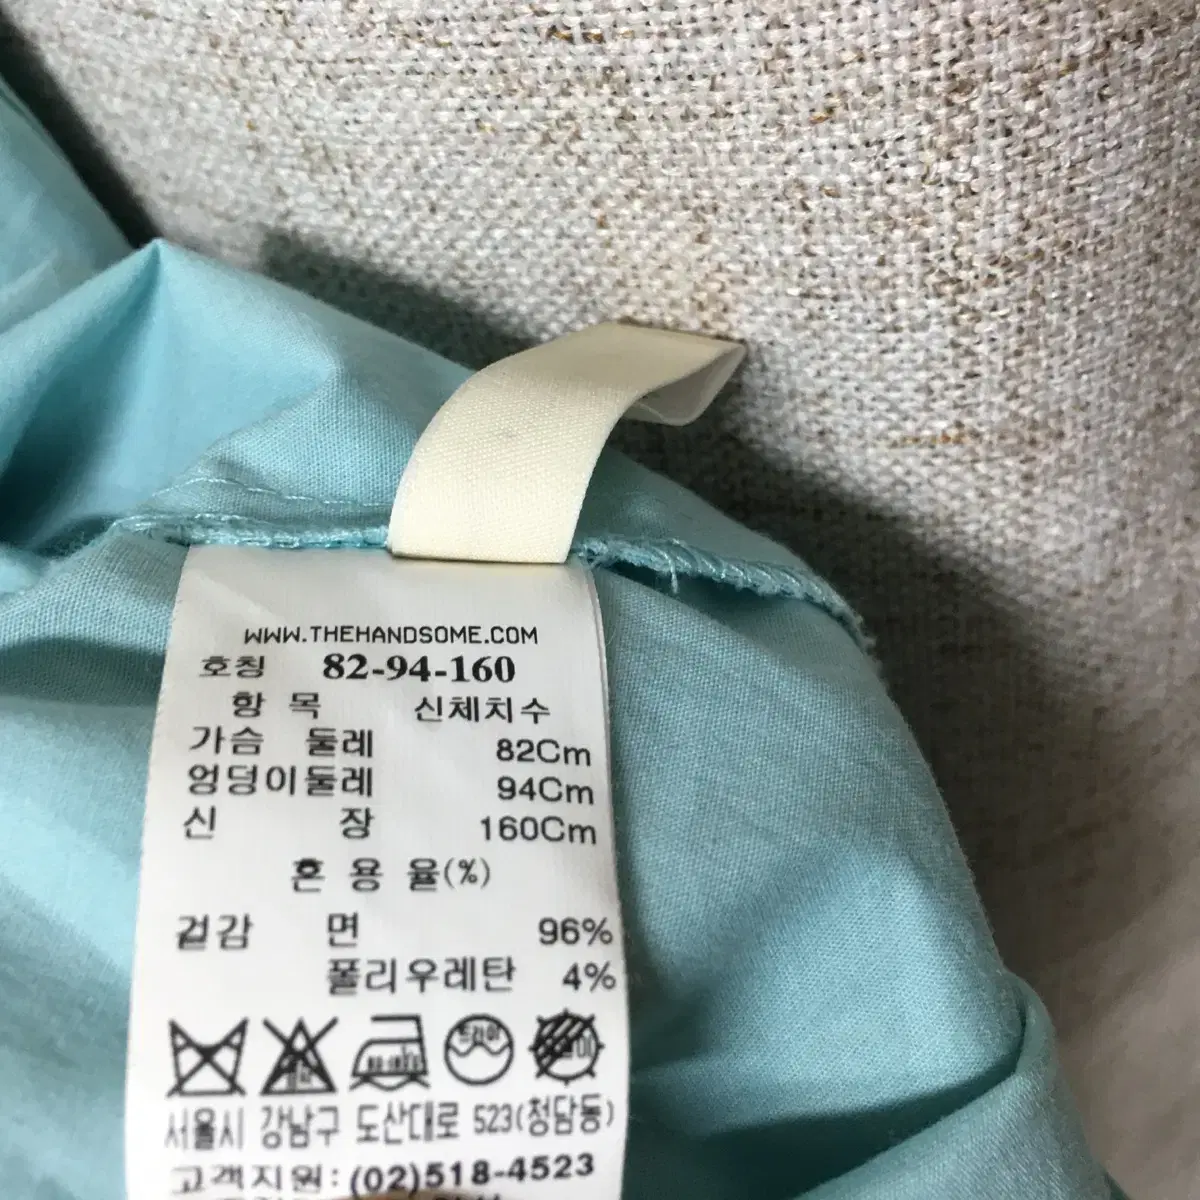 WWW.THEHANDSOME.COM
호칭 82-94-160
항 목 신체치수
가슴 둘레 82Cm
엉덩이둘레 94Cm
신 장 160Cm
혼 용 율(%)
겉감 면 96%
폴리우레탄 4%
드라이
서울시 강남구 도산대로 523(청담동)
고객지원: (02)518-4523